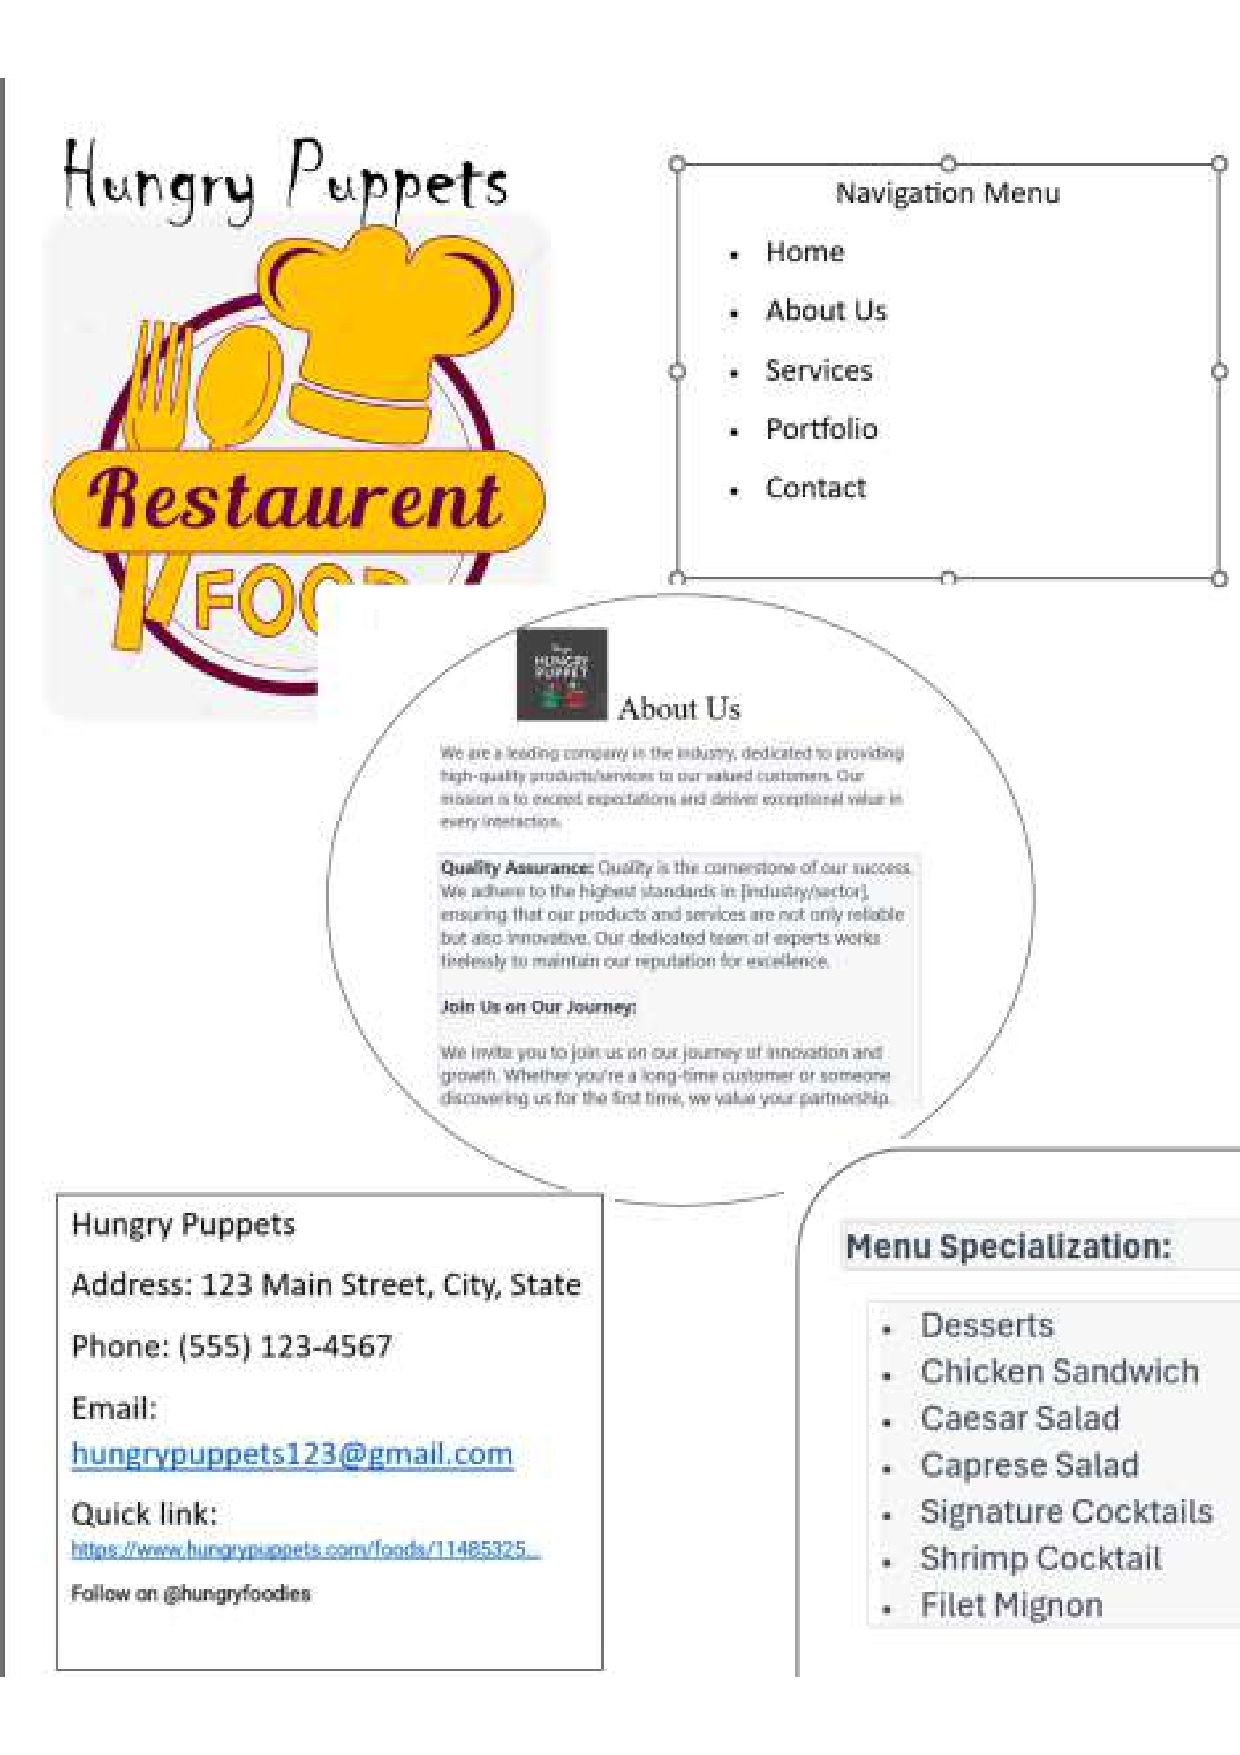 Hungry Puppets
Restaurent
FOOD
Navigation Menu
• Home
• About Us
• Services
• Portfolio
• Contact
HUNGRY
PUPPET
About Us
We are a leading company in the industry, dedicated to providing
high-quality products/services to our valued customers. Our
mission is to exceed expectations and deliver exceptional value in
every interaction.
Quality Assurance: Quality is the cornerstone of our success.
We adhere to the highest standards in [industry/sector],
ensuring that our products and services are not only reliable
but also innovative. Our dedicated team of experts works
tirelessly to maintain our reputation for excellence.
Join Us on Our Journey:
We invite you to join us on our journey of innovation and
growth. Whether you're a long-time customer or someone
discovering us for the first time, we value your partnership.
Hungry Puppets
Address: 123 Main Street, City, State
Phone: (555) 123-4567
Email:
hungrypuppets123@gmail.com
Quick link:
https://www.hungrypuppets.com/foods/11485325...
Follow on @hungryfoodies
Menu Specialization:
• Desserts
• Chicken Sandwich
• Caesar Salad
• Caprese Salad
• Signature Cocktails
• Shrimp Cocktail
• Filet Mignon